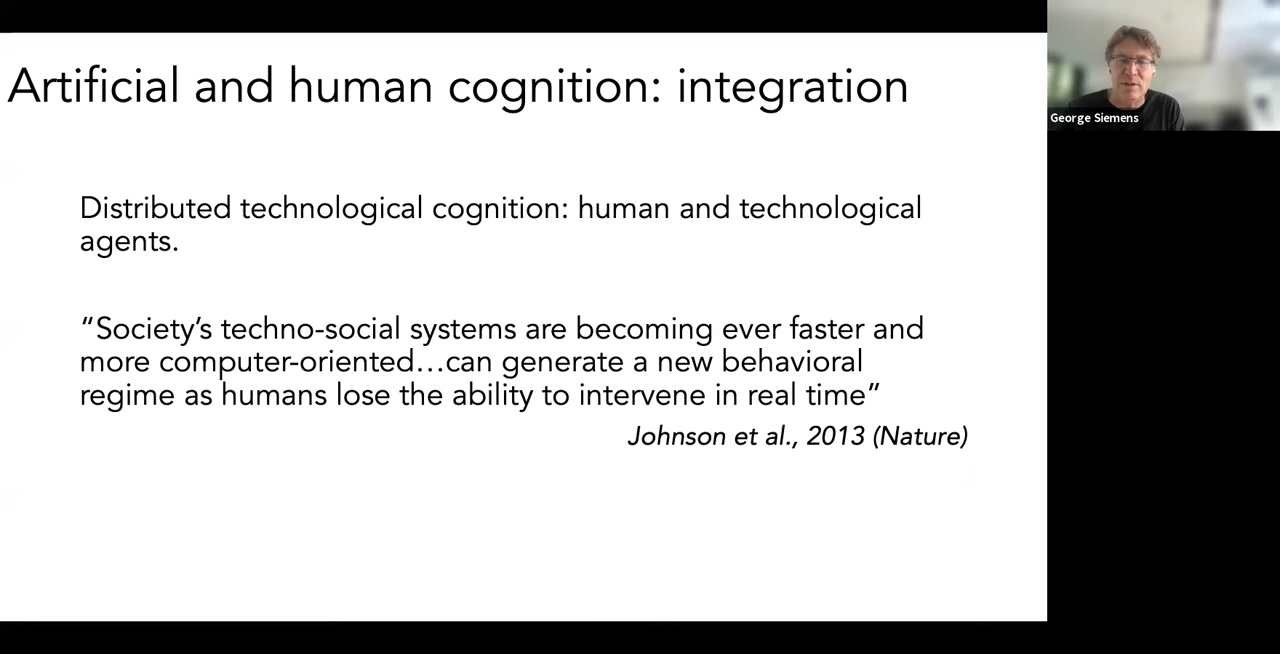 Artificial and human cognition: integration
Distributed technological cognition: human and technological
agents.
“Society’s techno-social systems are becoming ever faster and
more computer-oriented…can generate a new behavioral
regime as humans lose the ability to intervene in real time”
Johnson et al., 2013 (Nature)
George Siemens